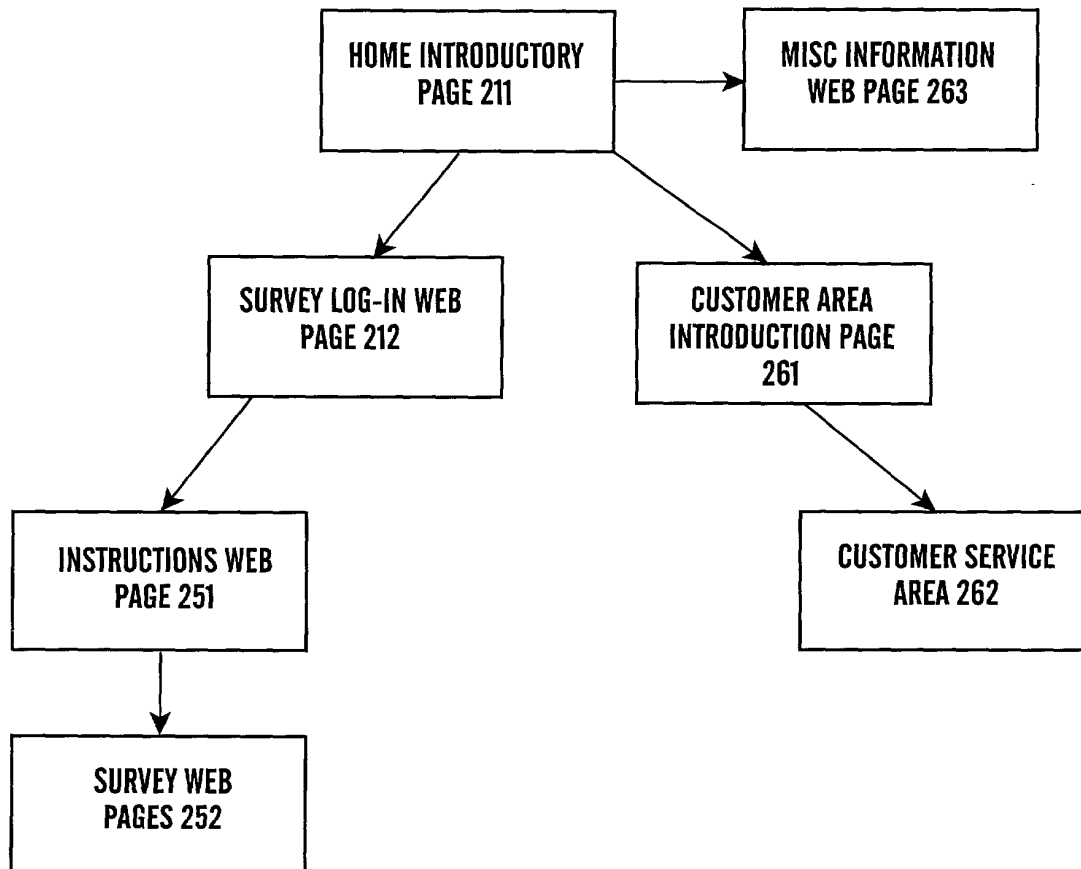 HOME INTRODUCTORY
PAGE 211
MISC INFORMATION
WEB PAGE 263
SURVEY LOG-IN WEB
PAGE 212
CUSTOMER AREA
INTRODUCTION PAGE
261
INSTRUCTIONS WEB
PAGE 251
CUSTOMER SERVICE
AREA 262
SURVEY WEB
PAGES 252